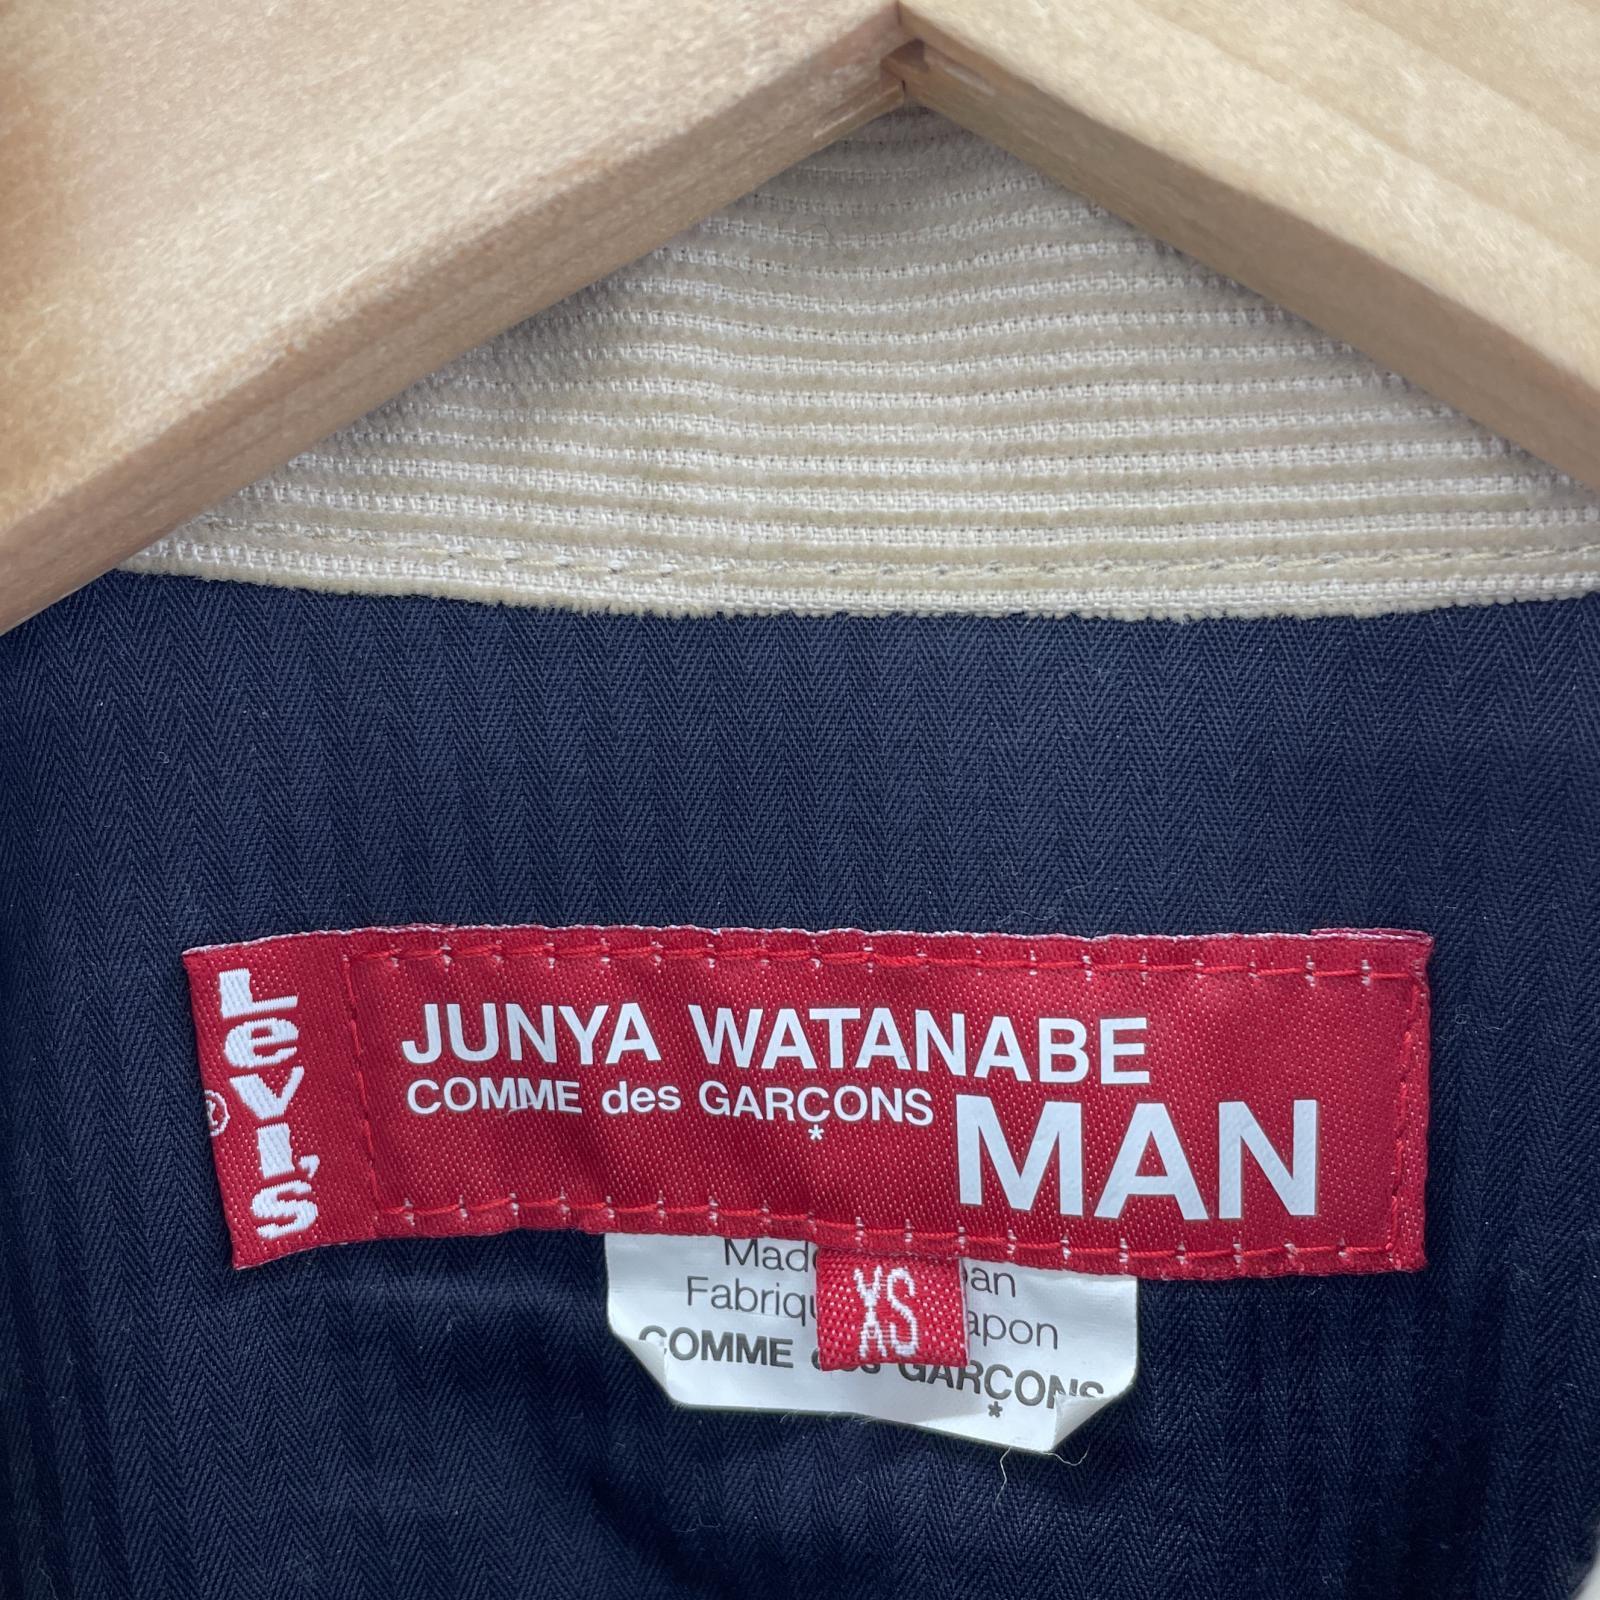 Levi's
®
JUNYA WATANABE
COMME des GARÇONS
*
MAN
XS
Made
COMME GARÇONS
*